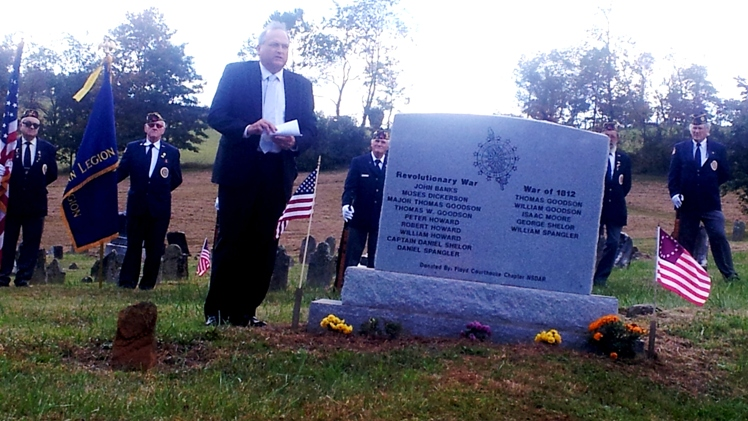 N LEGION
LEGION
Revolutionary War
JOHN BANKS
MOSES DICKERSON
MAJOR THOMAS GOODSON
THOMAS W. GOODSON
PETER HOWARD
ROBERT HOWARD
WILLIAM HOWARD
CAPTAIN DANIEL SHELOR
DANIEL SPANGLER
War of 1812
THOMAS GOODSON
WILLIAM GOODSON
ISAAC MOORE
GEORGE SHELOR
WILLIAM SPANGLER
Donated By: Floyd Courthouse Chapter NSDAR